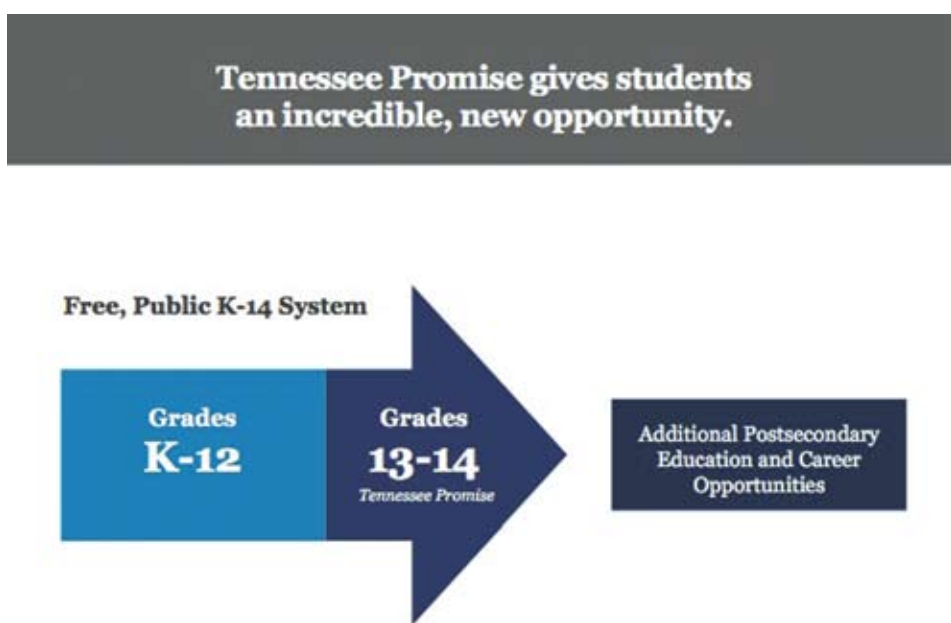 Tennessee Promise gives students
an incredible, new opportunity.
Free, Public K-14 System
Grades
K-12
Grades
13-14
Tennessee Promise
Additional Postsecondary
Education and Career
Opportunities